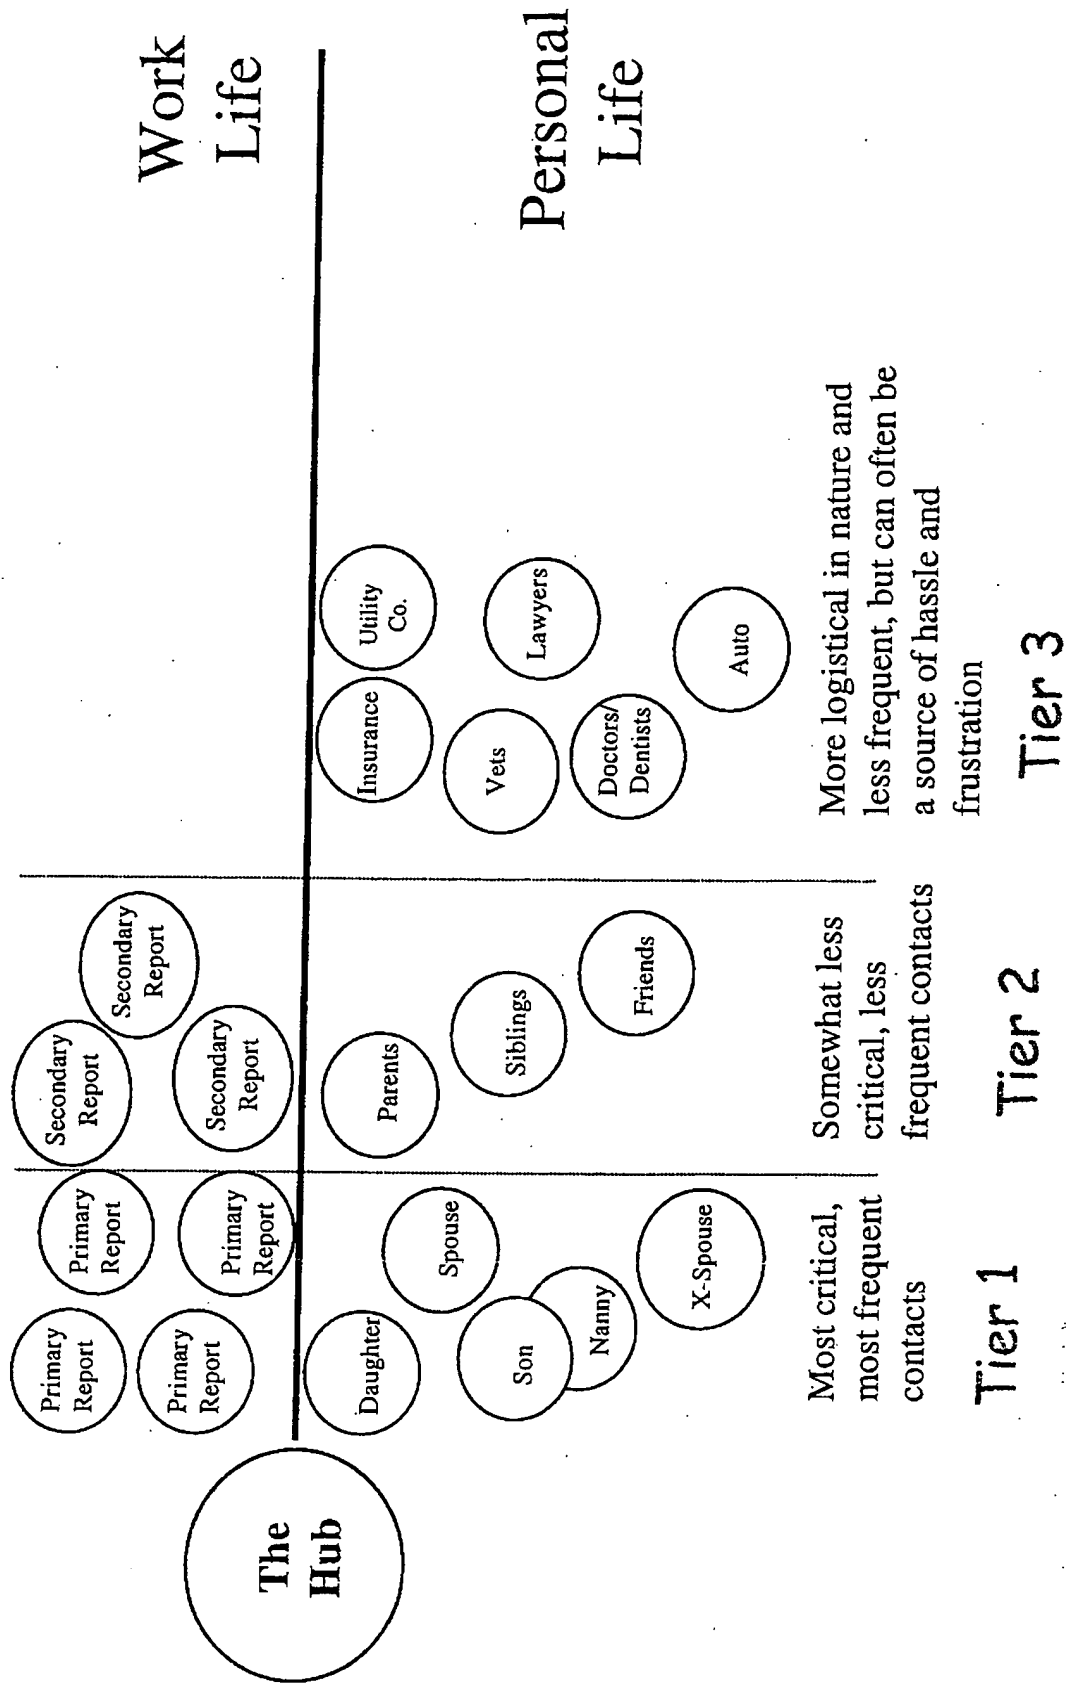 The
Hub
Primary
Report
Primary
Report
Primary
Report
Primary
Report
Secondary
Report
Secondary
Report
Secondary
Report
Work
Life
Daughter
Son
Nanny
Spouse
X-Spouse
Parents
Siblings
Friends
Insurance
Utility
Co.
Vets
Lawyers
Doctors/
Dentists
Auto
Personal
Life
Most critical,
most frequent
contacts
Tier 1
Somewhat less
critical, less
frequent contacts
Tier 2
More logistical in nature and
less frequent, but can often be
a source of hassle and
frustration
Tier 3